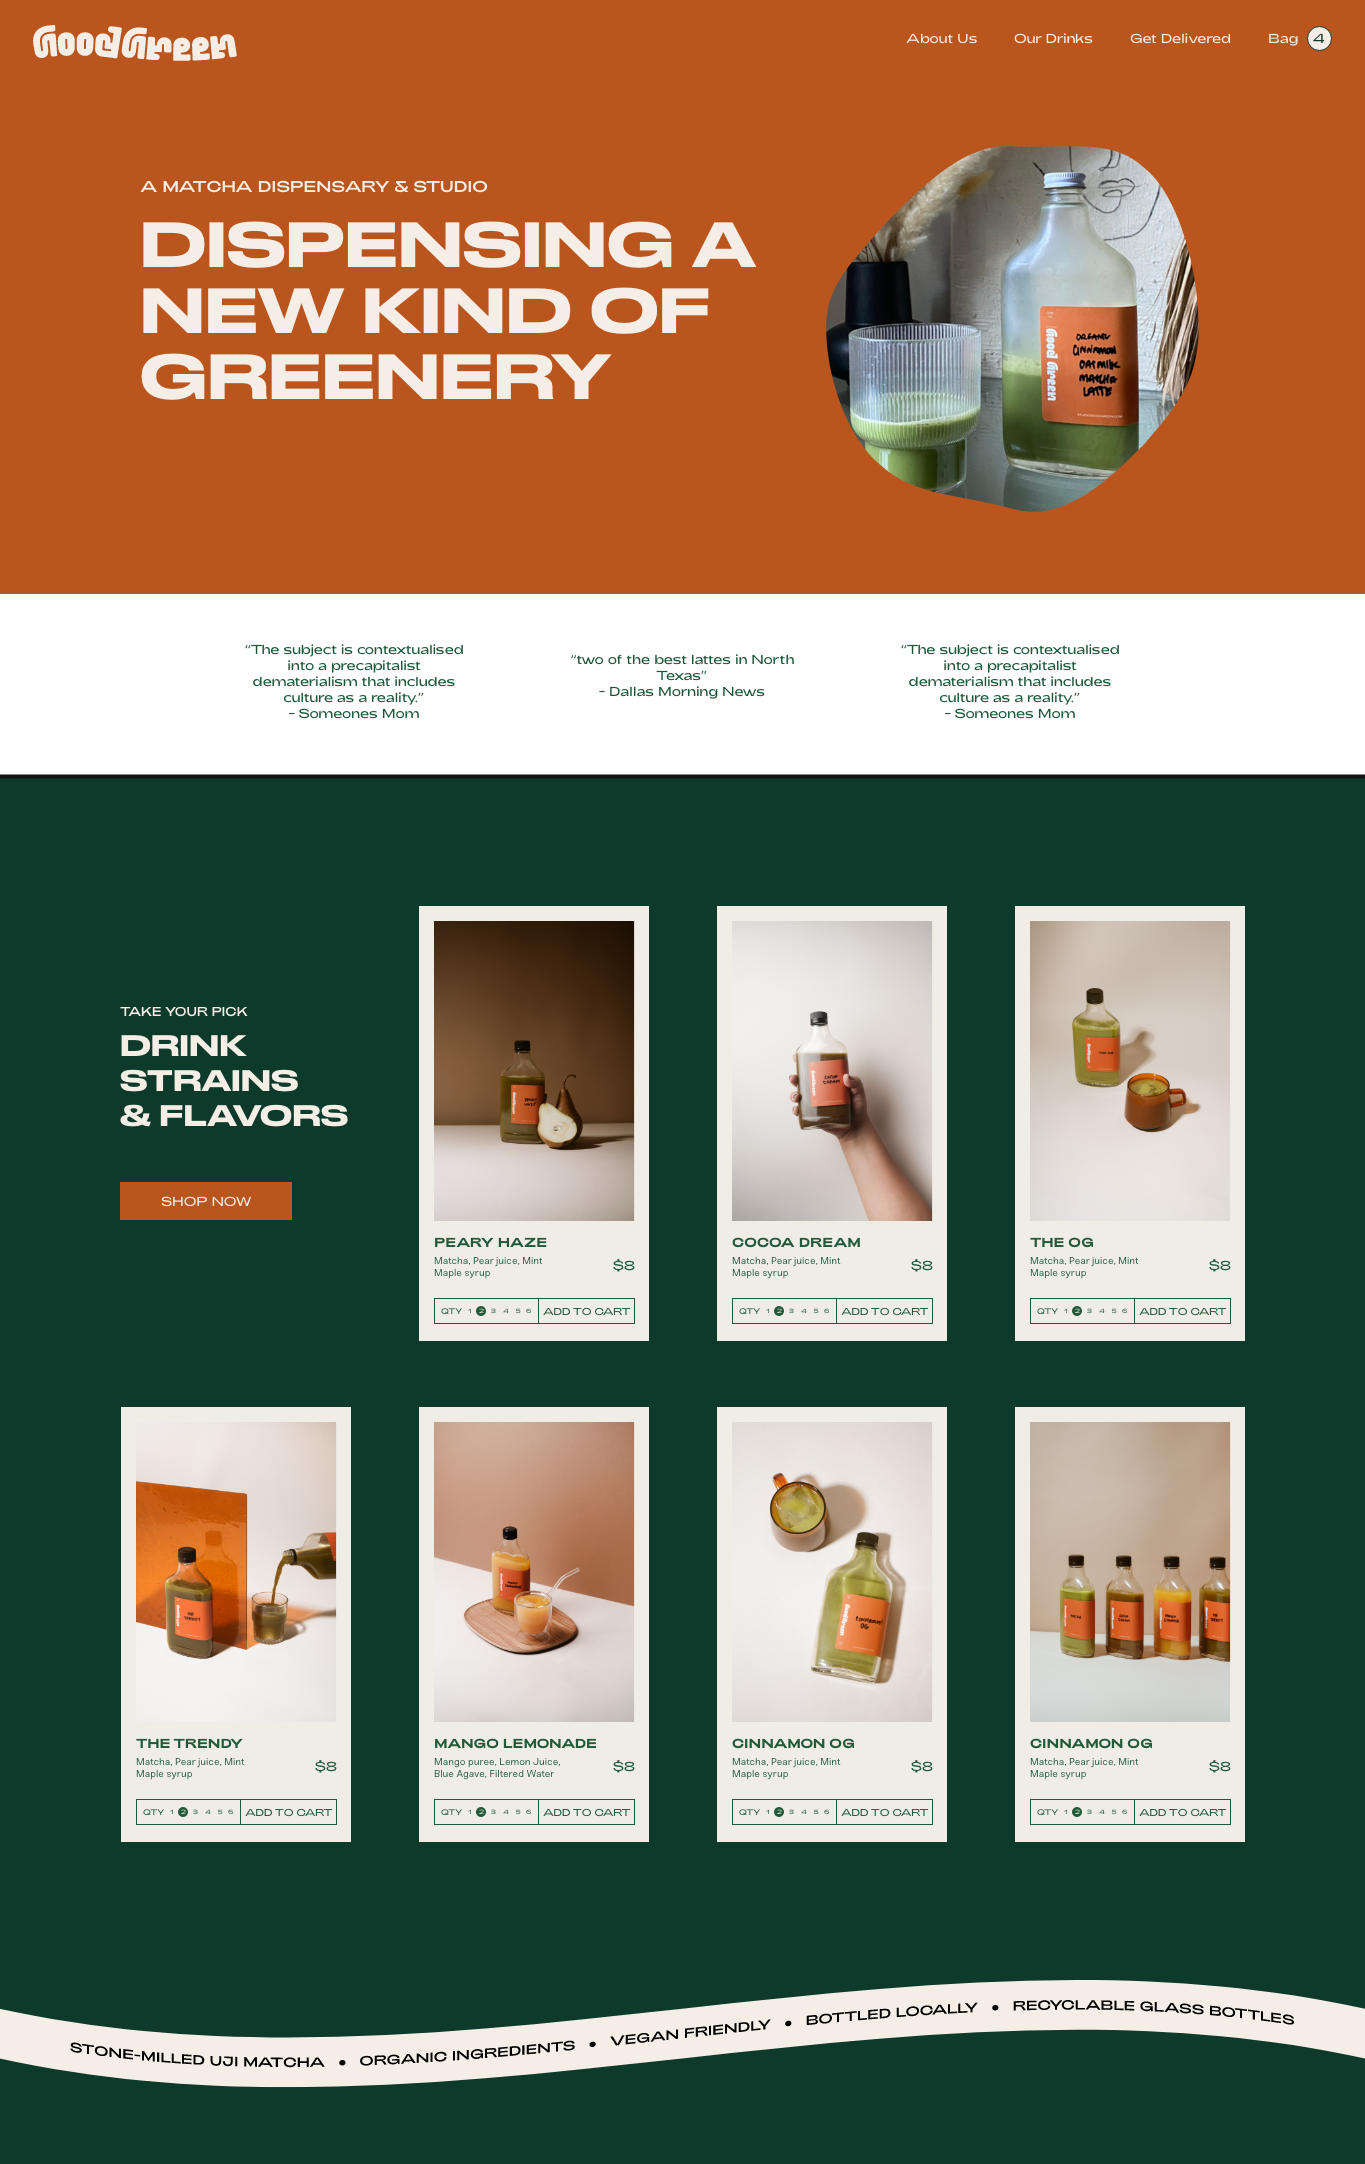 GoodGreen
About Us
Our Drinks
Get Delivered
Bag 4
A MATCHA DISPENSARY & STUDIO
DISPENSING A
NEW KIND OF
GREENERY
Good Green
ORGANIC
CINNAMON
OATMILK
MATCHA
LATTE
“The subject is contextualised
into a precapitalist
dematerialism that includes
culture as a reality.”
- Someones Mom
“two of the best lattes in North
Texas”
- Dallas Morning News
“The subject is contextualised
into a precapitalist
dematerialism that includes
culture as a reality.”
- Someones Mom
TAKE YOUR PICK
DRINK
STRAINS
& FLAVORS
SHOP NOW
PEARY HAZE
Matcha, Pear juice, Mint
Maple syrup
$8
QTY 1 2 3 4 5 6 ADD TO CART
COCOA DREAM
Matcha, Pear juice, Mint
Maple syrup
$8
QTY 1 2 3 4 5 6 ADD TO CART
THE OG
Matcha, Pear juice, Mint
Maple syrup
$8
QTY 1 2 3 4 5 6 ADD TO CART
THE TRENDY
Matcha, Pear juice, Mint
Maple syrup
$8
QTY 1 2 3 4 5 6 ADD TO CART
MANGO LEMONADE
Mango puree, Lemon Juice,
Blue Agave, Filtered Water
$8
QTY 1 2 3 4 5 6 ADD TO CART
CINNAMON OG
Matcha, Pear juice, Mint
Maple syrup
$8
QTY 1 2 3 4 5 6 ADD TO CART
CINNAMON OG
Matcha, Pear juice, Mint
Maple syrup
$8
QTY 1 2 3 4 5 6 ADD TO CART
STONE-MILLED UJI MATCHA • ORGANIC INGREDIENTS • VEGAN FRIENDLY • BOTTLED LOCALLY • RECYCLABLE GLASS BOTTLES